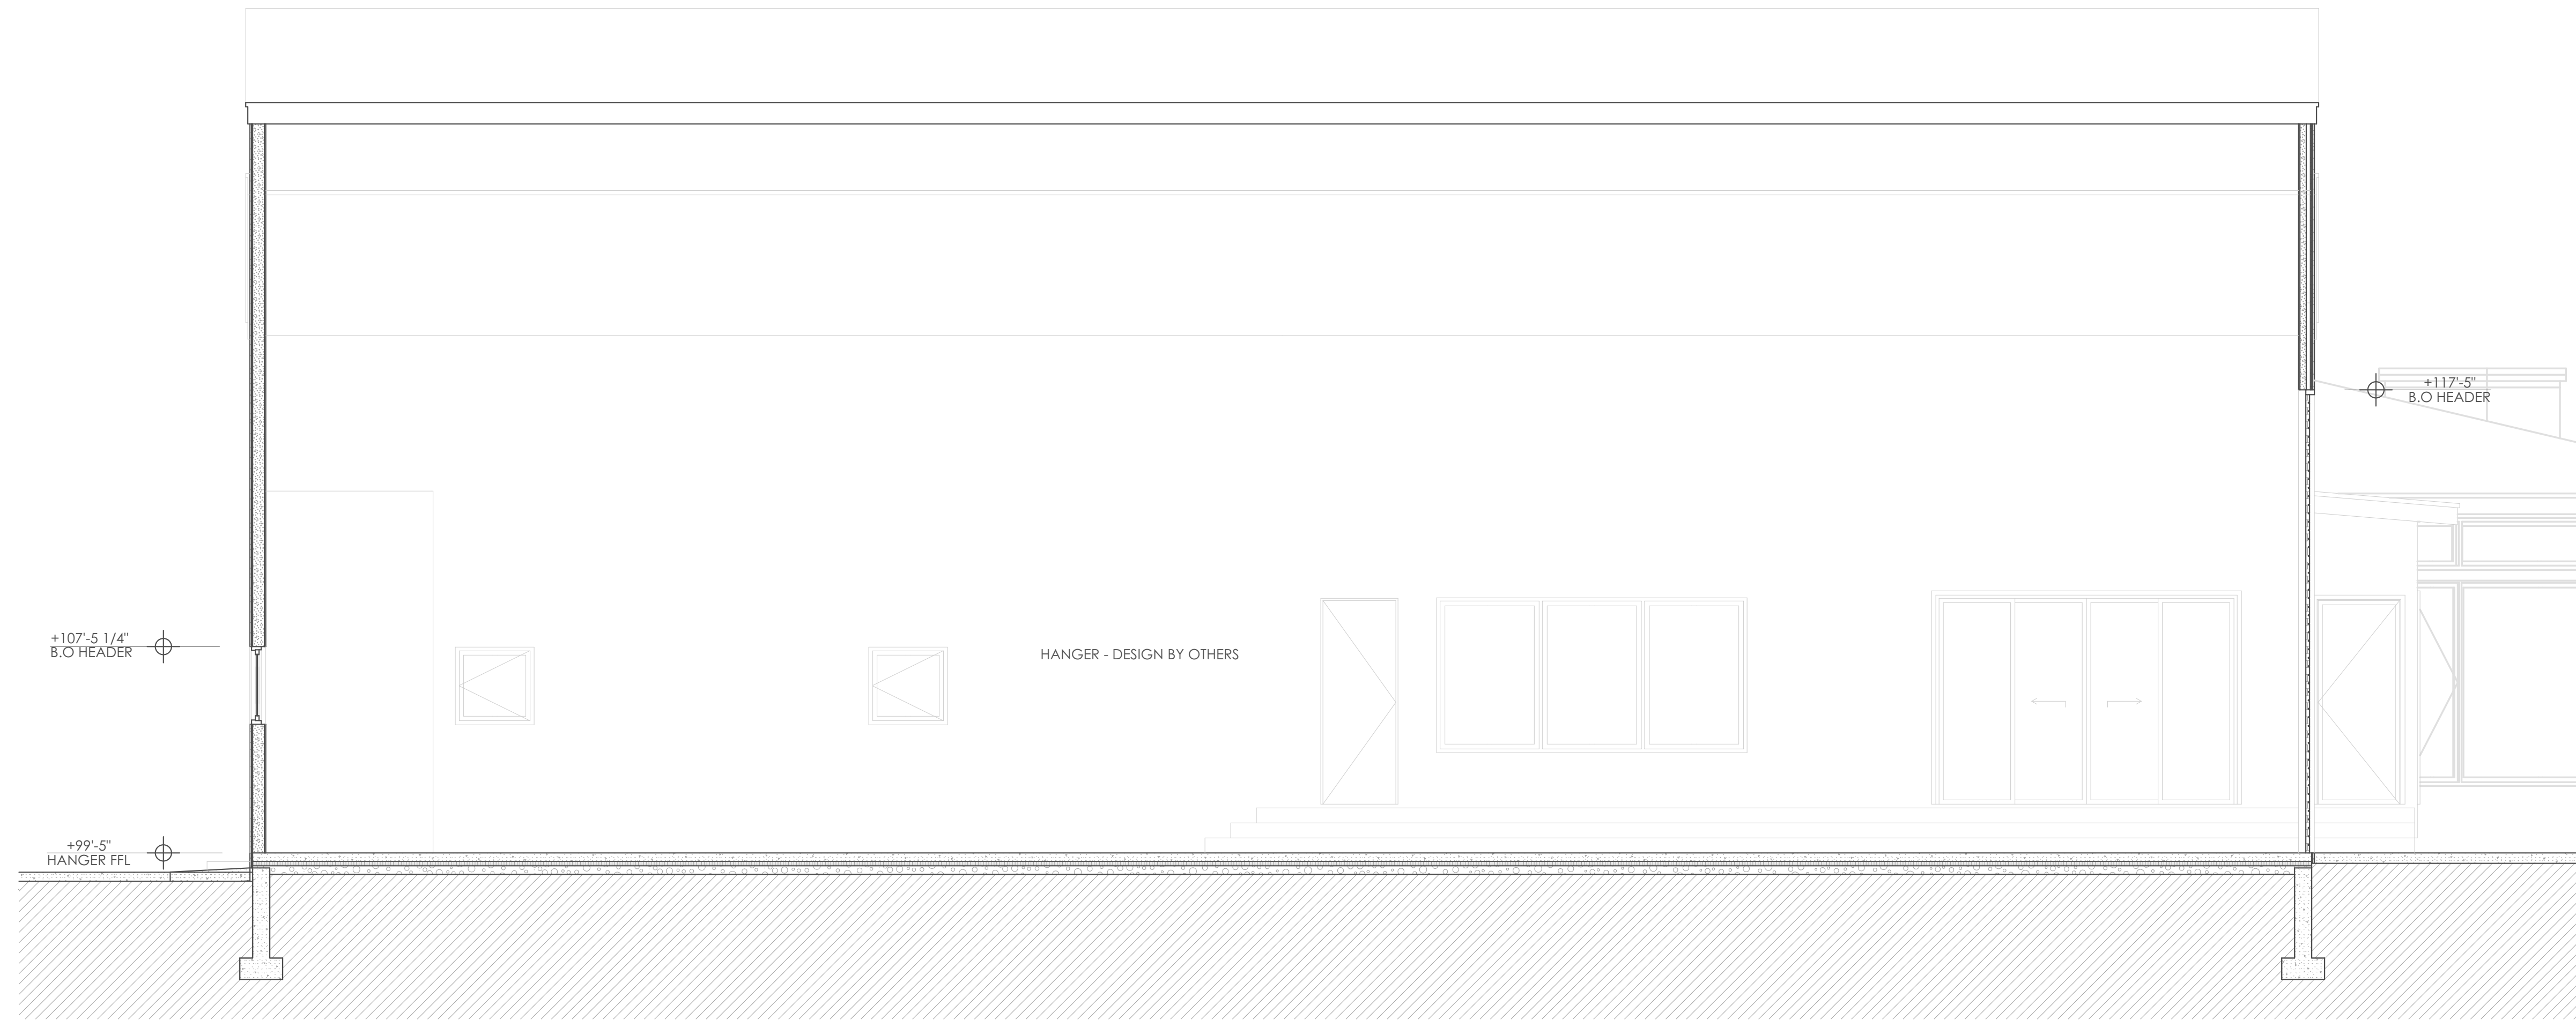 +117'-5"
B.O HEADER
+107'-5 1/4"
B.O HEADER
HANGER - DESIGN BY OTHERS
+99'-5"
HANGER FFL